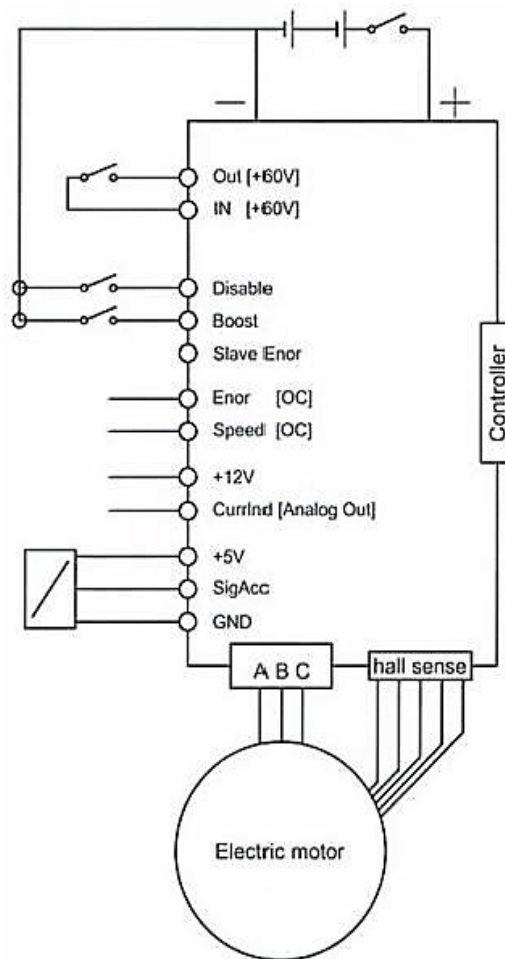 − +
Out [+60V]
IN [+60V]
Disable
Boost
Slave Enor
Enor [OC]
Speed [OC]
+12V
CurrInd [Analog Out]
+5V
SigAcc
GND
Controller
A B C
hall sense
Electric motor